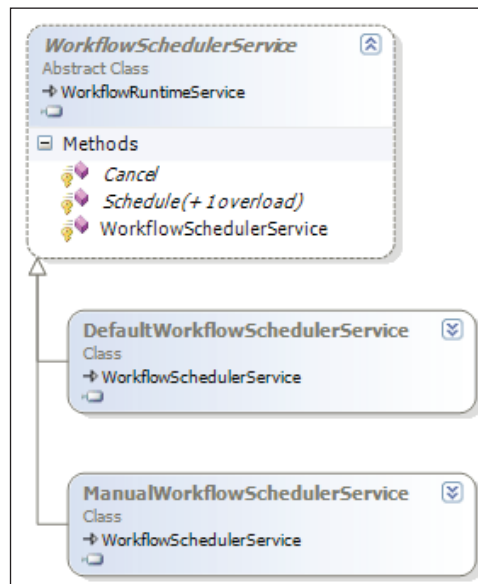 WorkflowSchedulerService
Abstract Class
WorkflowRuntimeService
Methods
Cancel
Schedule(+ 1 overload)
WorkflowSchedulerService
DefaultWorkflowSchedulerService
Class
WorkflowSchedulerService
ManualWorkflowSchedulerService
Class
WorkflowSchedulerService